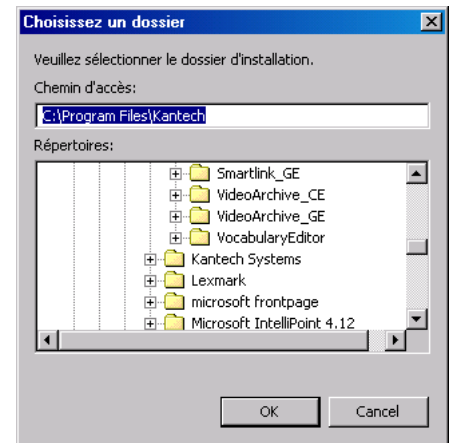 Choisissez un dossier
Veuillez sélectionner le dossier d'installation.
Chemin d'accès:
C:\Program Files\Kantech
Répertoires:
Smartlink_GE
VideoArchive_CE
VideoArchive_GE
VocabularyEditor
Kantech Systems
Lexmark
microsoft frontpage
Microsoft IntelliPoint 4.12
OK Cancel